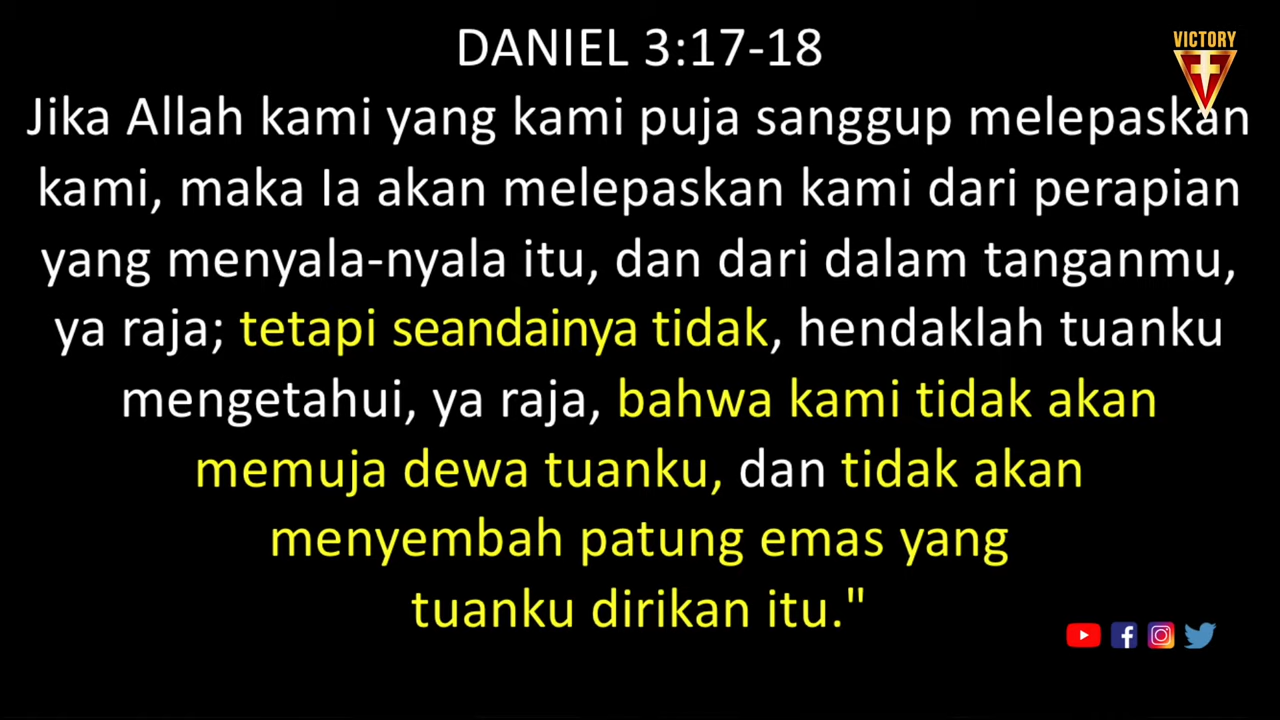 DANIEL 3:17-18
VICTORY
Jika Allah kami yang kami puja sanggup melepaskan
kami, maka Ia akan melepaskan kami dari perapian
yang menyala-nyala itu, dan dari dalam tanganmu,
ya raja; tetapi seandainya tidak, hendaklah tuanku
mengetahui, ya raja, bahwa kami tidak akan
memuja dewa tuanku, dan tidak akan
menyembah patung emas yang
tuanku dirikan itu."